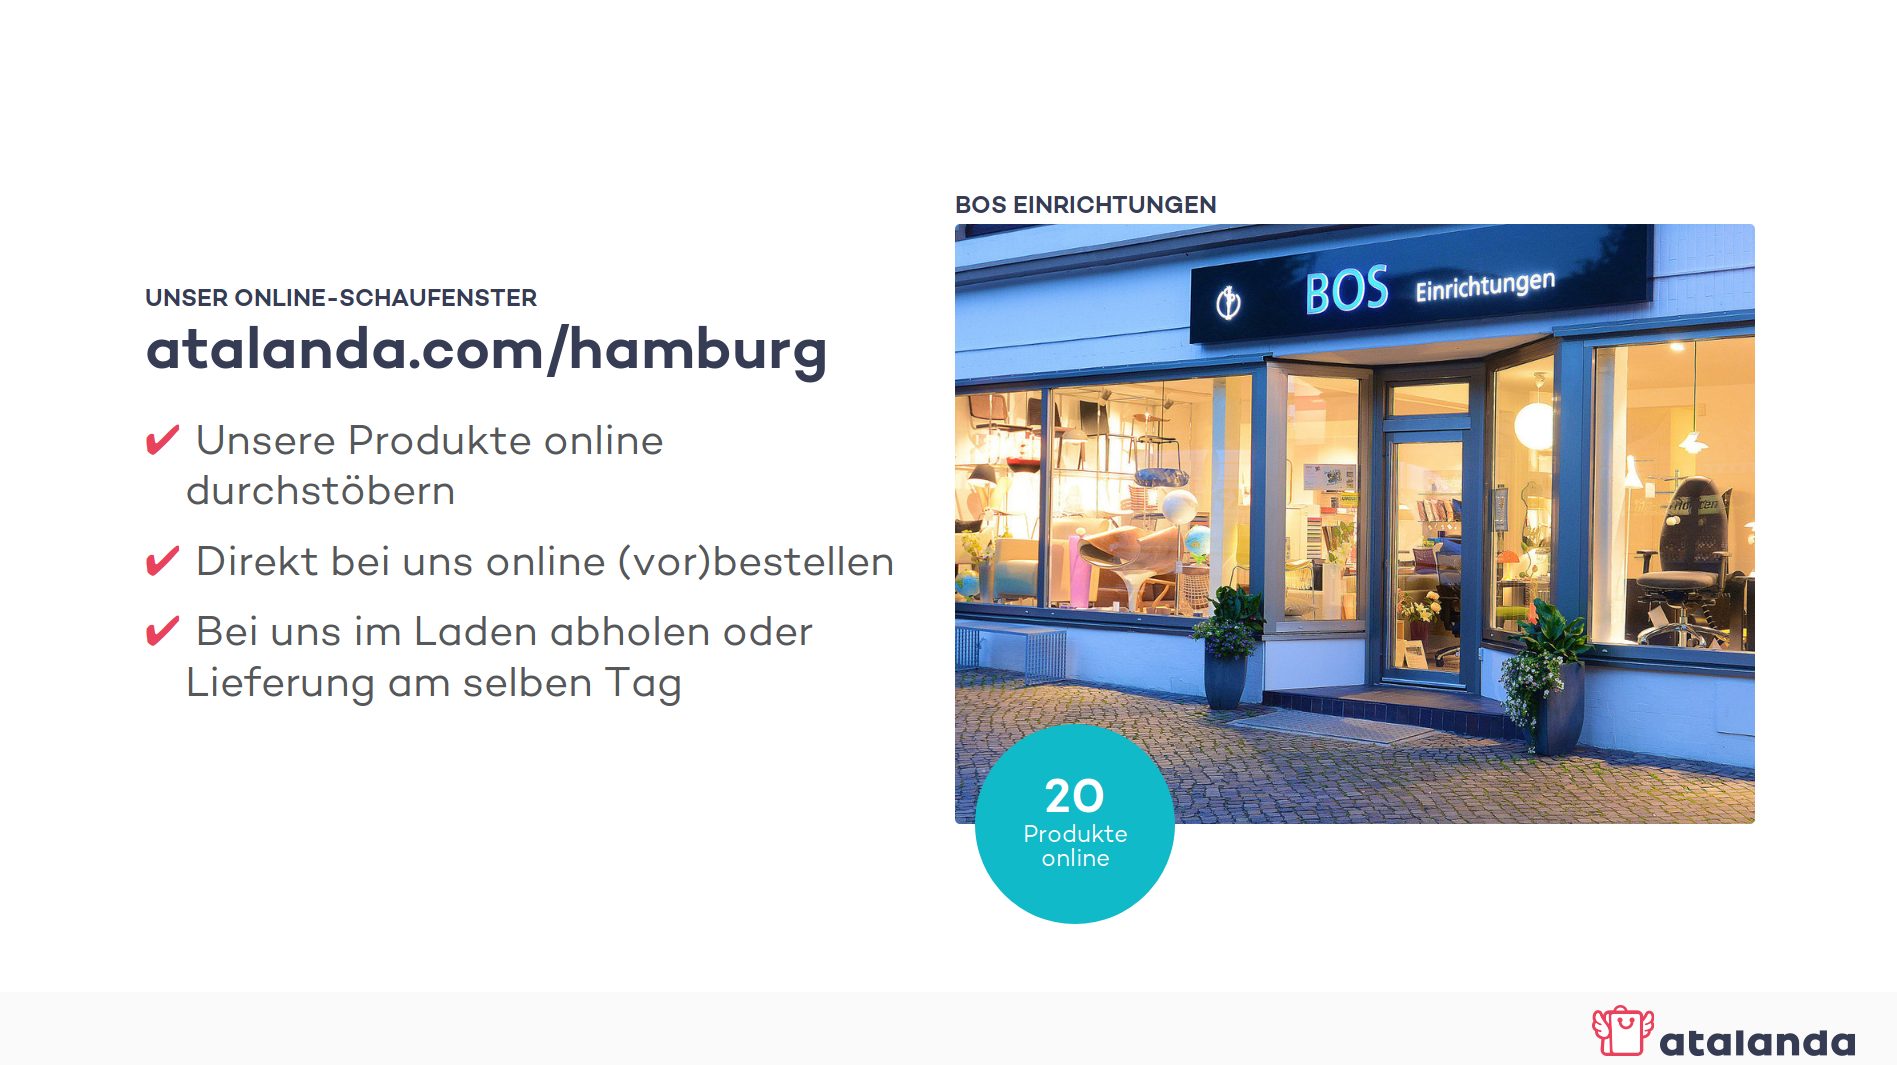 BOS EINRICHTUNGEN
BOS Einrichtungen
UNSER ONLINE-SCHAUFENSTER
atalanda.com/hamburg
✔ Unsere Produkte online
durchstöbern
✔ Direkt bei uns online (vor)bestellen
✔ Bei uns im Laden abholen oder
Lieferung am selben Tag
20
Produkte
online
atalanda